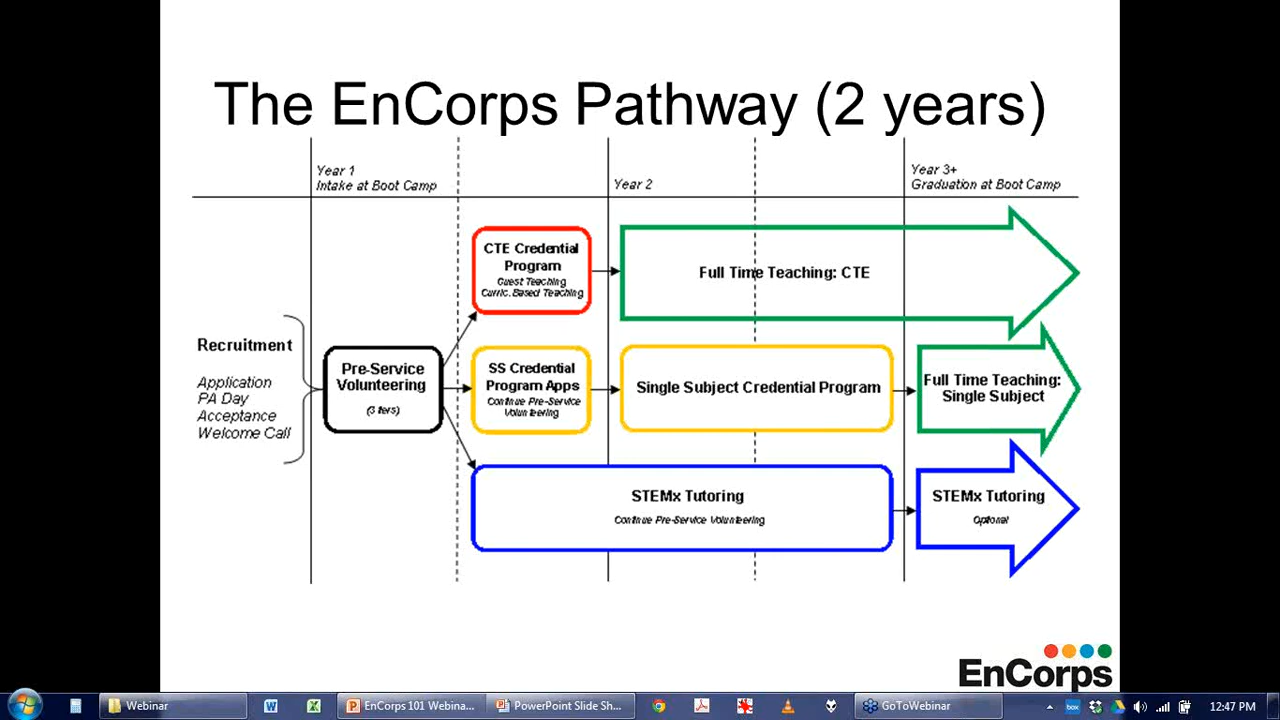 The EnCorps Pathway (2 years)
Year 1
Intake at Boot Camp
Year 2
Year 3+
Graduation at Boot Camp
CTE Credential
Program
Guest Teaching
Curric. Based Teaching
Full Time Teaching: CTE
Recruitment
Application
PA Day
Acceptance
Welcome Call
Pre-Service
Volunteering
(3 tiers)
SS Credential
Program Apps
Continue Pre-Service
Volunteering
Single Subject Credential Program
Full Time Teaching:
Single Subject
STEMx Tutoring
Continue Pre-Service Volunteering
STEMx Tutoring
Optional
EnCorps
Webinar
EnCorps 101 Webina...
PowerPoint Slide Sh...
GoToWebinar
box
12:47 PM